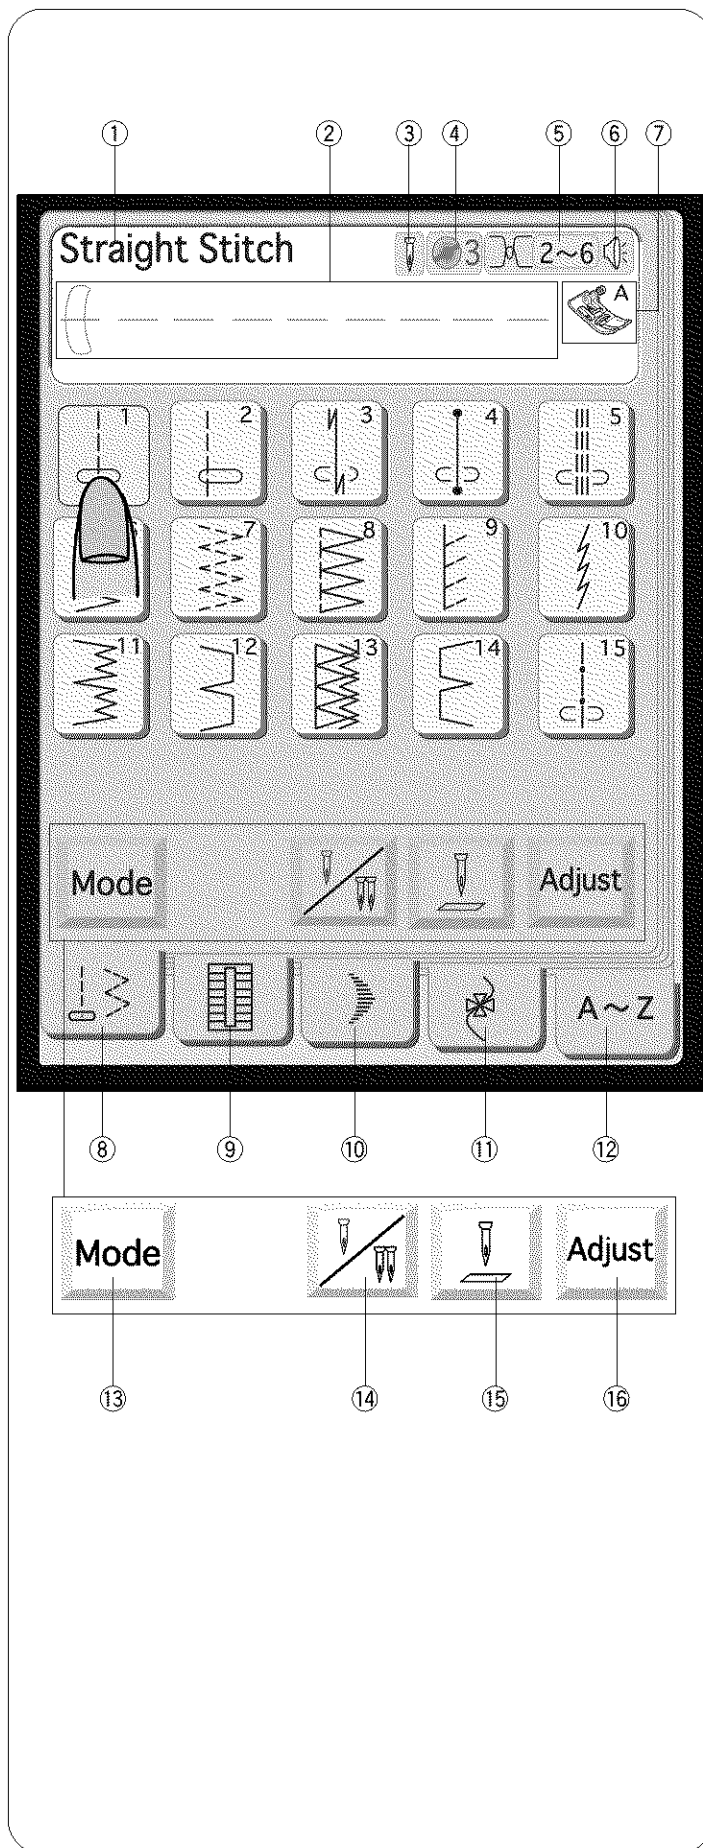 ① ② ③ ④ ⑤ ⑥ ⑦
Straight Stitch 3 2～6
A
1 2 3 4 5
6 7 8 9 10
11 12 13 14 15
Mode Adjust
A～Z
⑧ ⑨ ⑩ ⑪ ⑫
Mode Adjust
⑬ ⑭ ⑮ ⑯